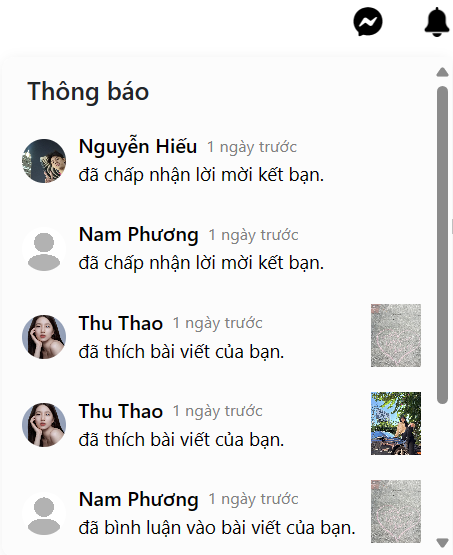 Thông báo
Nguyễn Hiếu 1 ngày trước
đã chấp nhận lời mời kết bạn.
Nam Phương 1 ngày trước
đã chấp nhận lời mời kết bạn.
Thu Thao 1 ngày trước
đã thích bài viết của bạn.
Thu Thao 1 ngày trước
đã thích bài viết của bạn.
Nam Phương 1 ngày trước
đã bình luận vào bài viết của bạn.